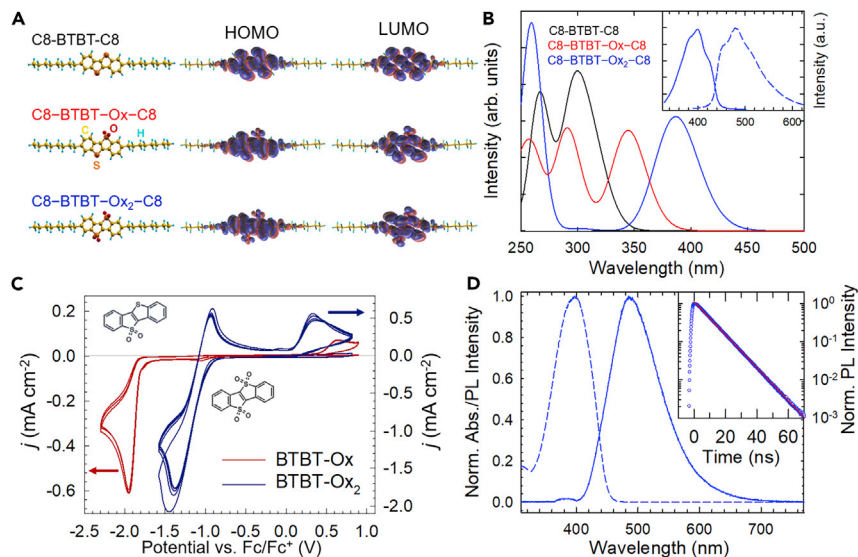 A
HOMO
LUMO
C8-BTBT-C8
C8–BTBT–Ox–C8
C
O
H
S
C8–BTBT–Ox₂–C8
B
C8-BTBT-C8
C8–BTBT–Ox–C8
C8–BTBT–Ox₂–C8
Intensity (arb. units)
Intensity (a.u.)
400 500 600
250 300 350 400 450 500
Wavelength (nm)
C
j (mA cm⁻²)
0.2
0.0
-0.2
-0.4
-0.6
S
S
O O
O O
S
S
O O
BTBT-Ox
BTBT-Ox₂
0.5
0
-0.5
-1.0
-1.5
-2.0
j (mA cm⁻²)
-2.5 -2.0 -1.5 -1.0 -0.5 0.0 0.5 1.0
Potential vs. Fc/Fc⁺ (V)
D
Norm. Abs./PL Intensity
1.0
0.8
0.6
0.4
0.2
0.0
10⁰
10⁻¹
10⁻²
10⁻³
Norm. PL Intensity
0 20 40 60
Time (ns)
400 500 600 700
Wavelength (nm)